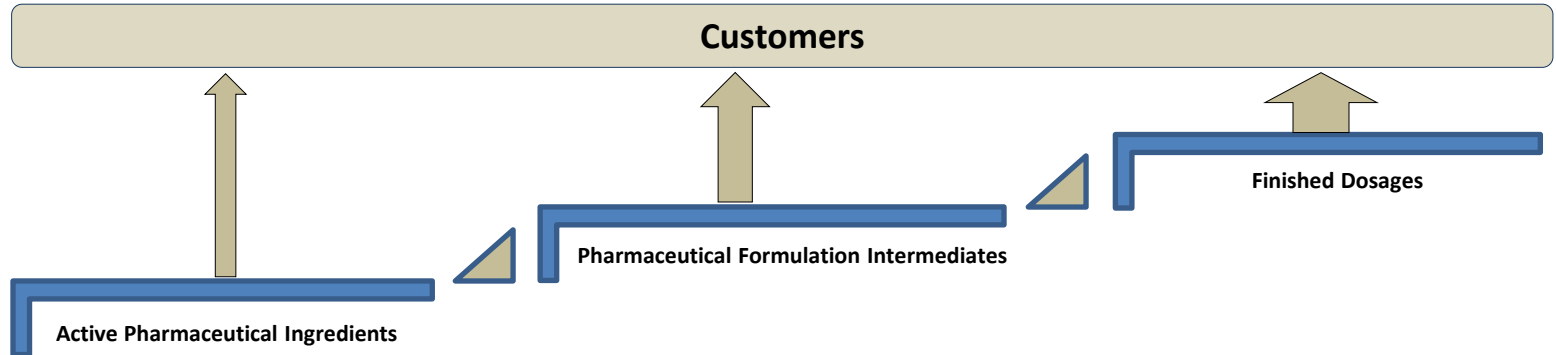 Customers
Finished Dosages
Pharmaceutical Formulation Intermediates
Active Pharmaceutical Ingredients